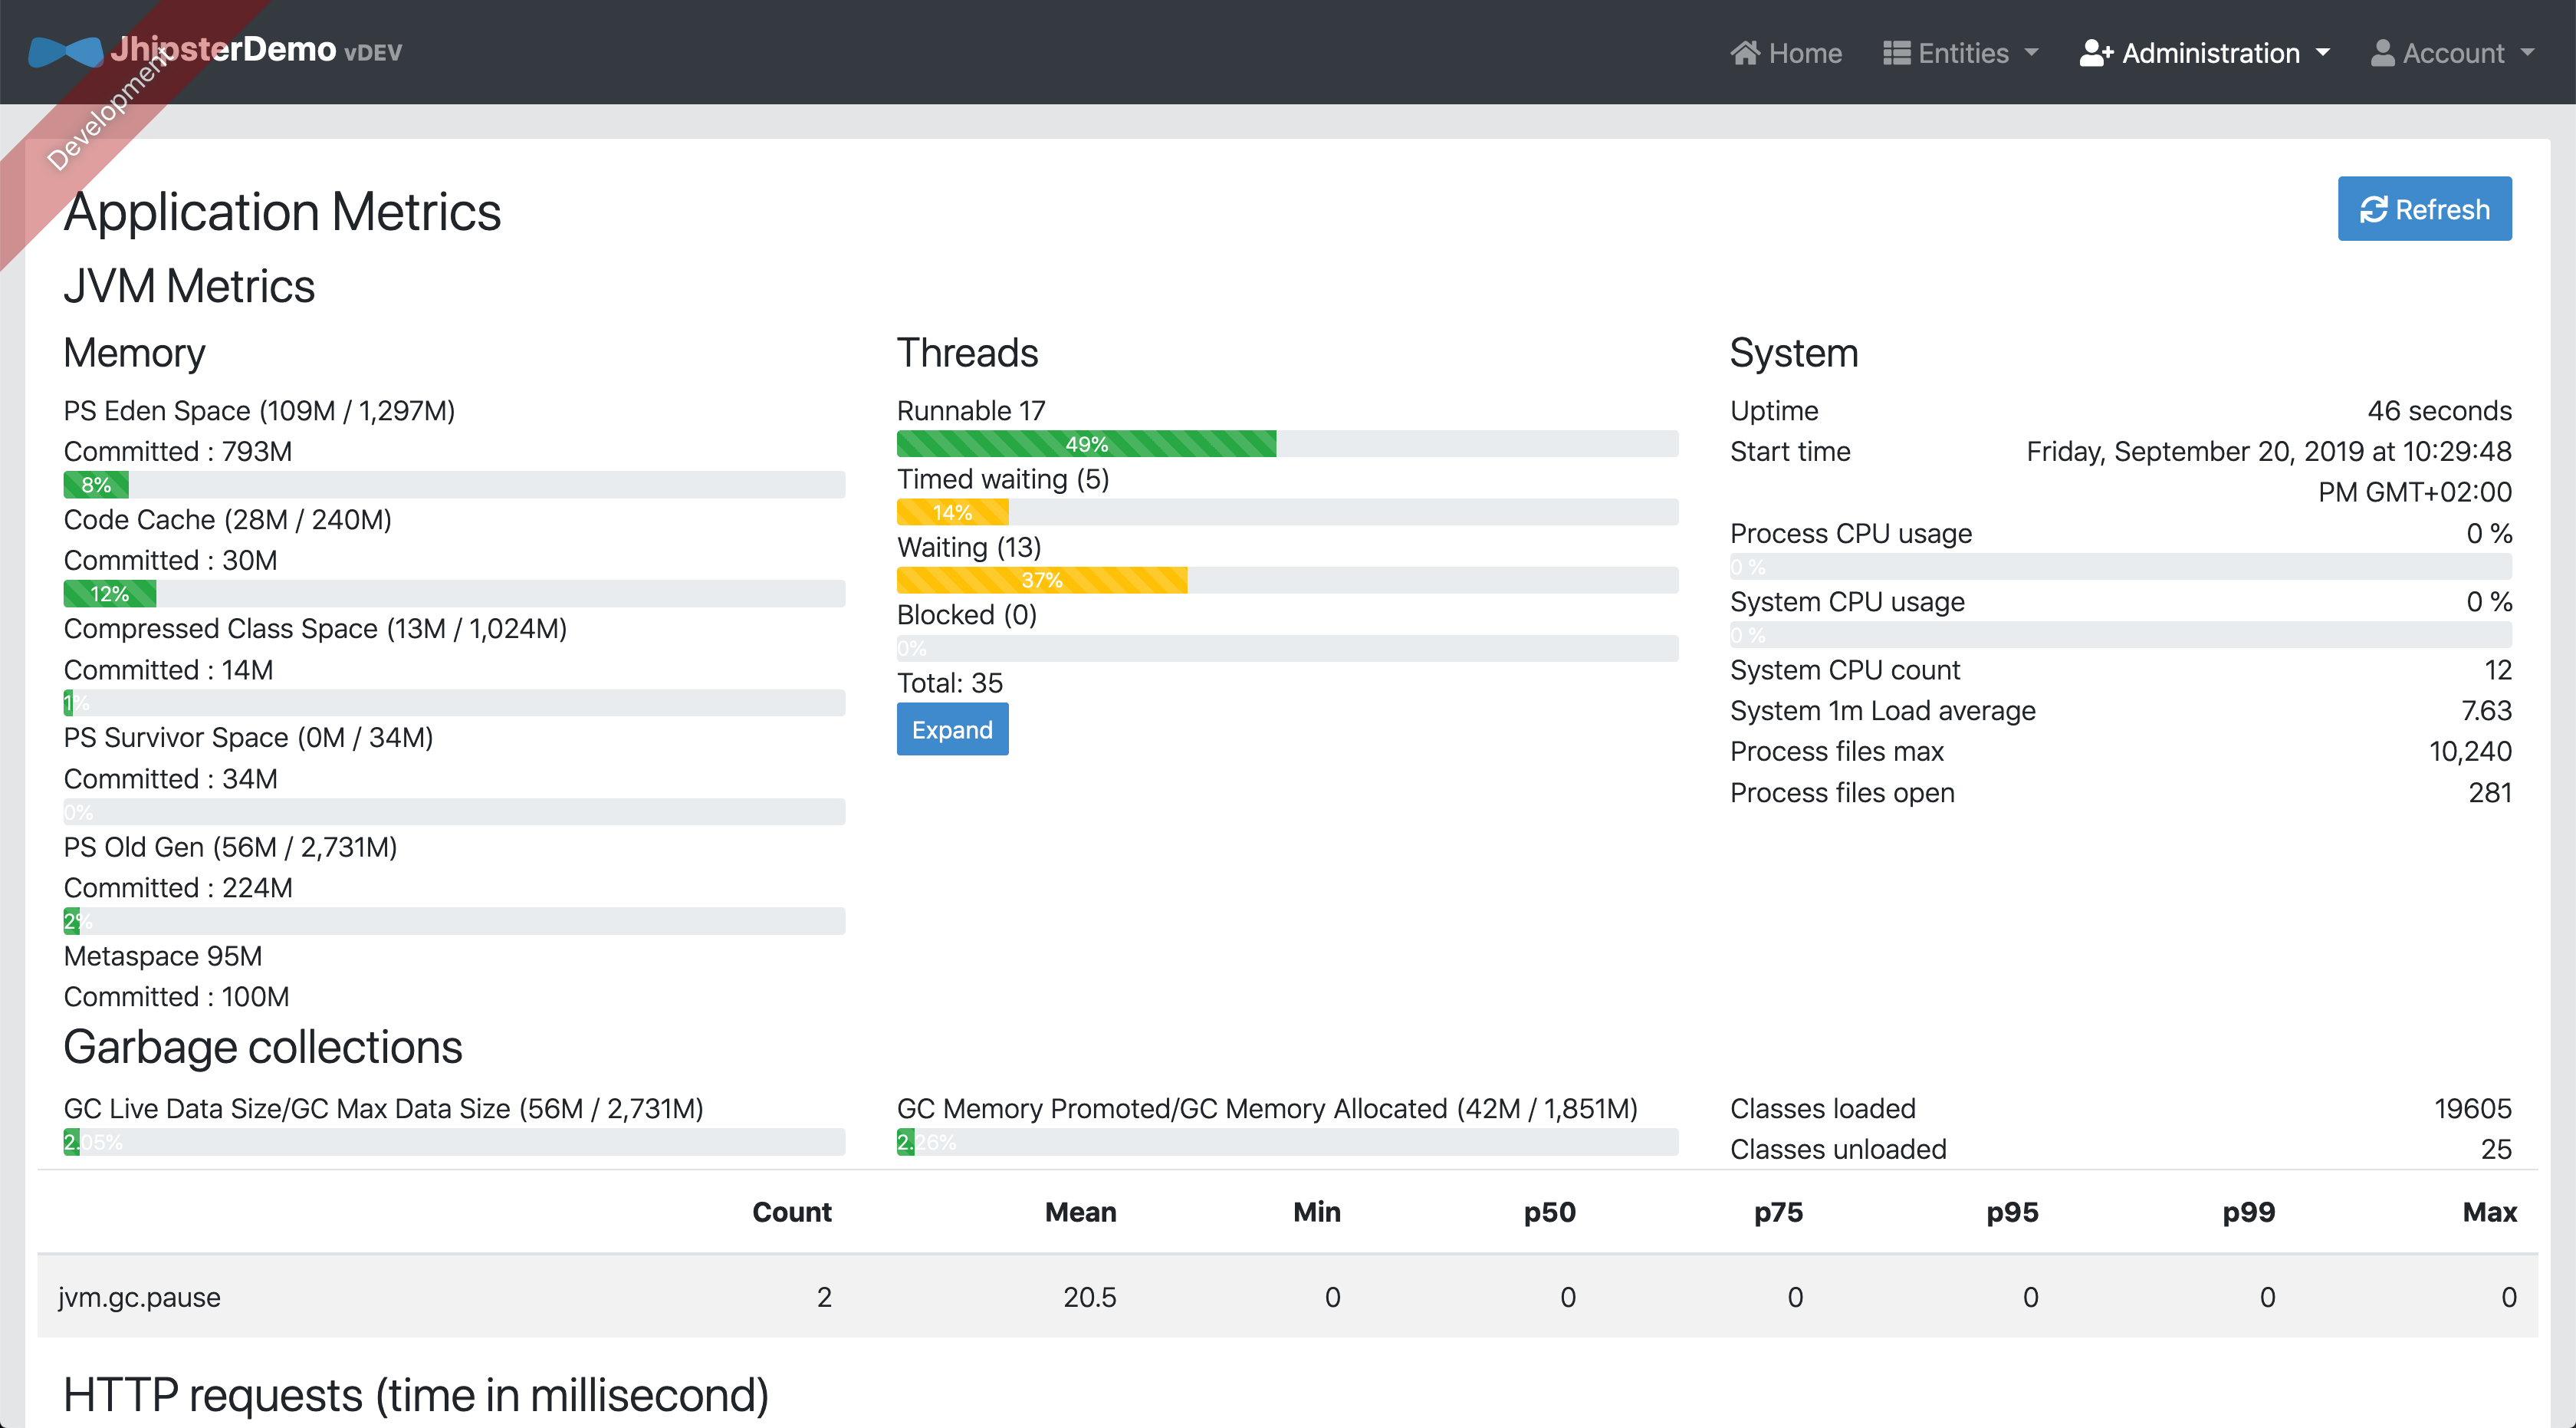 JhipsterDemo vDEV
Home
Entities
Administration
Account
Development
Application Metrics
Refresh
JVM Metrics
Memory
PS Eden Space (109M / 1,297M)
Committed : 793M
8%
Code Cache (28M / 240M)
Committed : 30M
12%
Compressed Class Space (13M / 1,024M)
Committed : 14M
1%
PS Survivor Space (0M / 34M)
Committed : 34M
0%
PS Old Gen (56M / 2,731M)
Committed : 224M
2%
Metaspace 95M
Committed : 100M
Threads
Runnable 17
49%
Timed waiting (5)
14%
Waiting (13)
37%
Blocked (0)
0%
Total: 35
Expand
System
Uptime 46 seconds
Start time Friday, September 20, 2019 at 10:29:48
PM GMT+02:00
Process CPU usage 0 %
0 %
System CPU usage 0 %
0 %
System CPU count 12
System 1m Load average 7.63
Process files max 10,240
Process files open 281
Garbage collections
GC Live Data Size/GC Max Data Size (56M / 2,731M)
2.05%
GC Memory Promoted/GC Memory Allocated (42M / 1,851M)
2.26%
Classes loaded 19605
Classes unloaded 25
Count Mean Min p50 p75 p95 p99 Max
jvm.gc.pause 2 20.5 0 0 0 0 0 0
HTTP requests (time in millisecond)